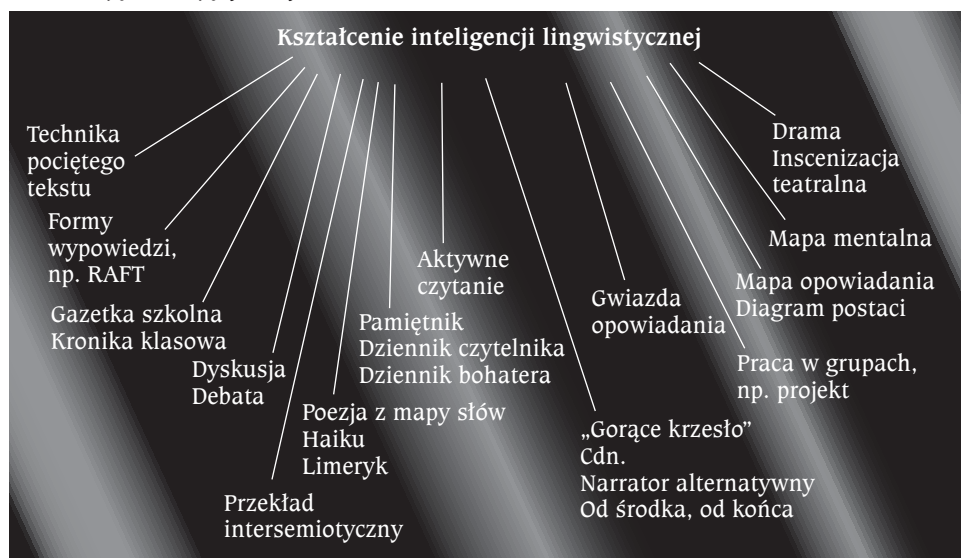 Kształcenie inteligencji lingwistycznej
Technika
pociętego
tekstu
Formy
wypowiedzi,
np. RAFT
Gazetka szkolna
Kronika klasowa
Dyskusja
Debata
Przekład
intersemiotyczny
Poezja z mapy słów
Haiku
Limeryk
Pamiętnik
Dziennik czytelnika
Dziennik bohatera
Aktywne
czytanie
„Gorące krzesło”
Cdn.
Narrator alternatywny
Od środka, od końca
Gwiazda
opowiadania
Praca w grupach,
np. projekt
Mapa opowiadania
Diagram postaci
Mapa mentalna
Drama
Inscenizacja
teatralna